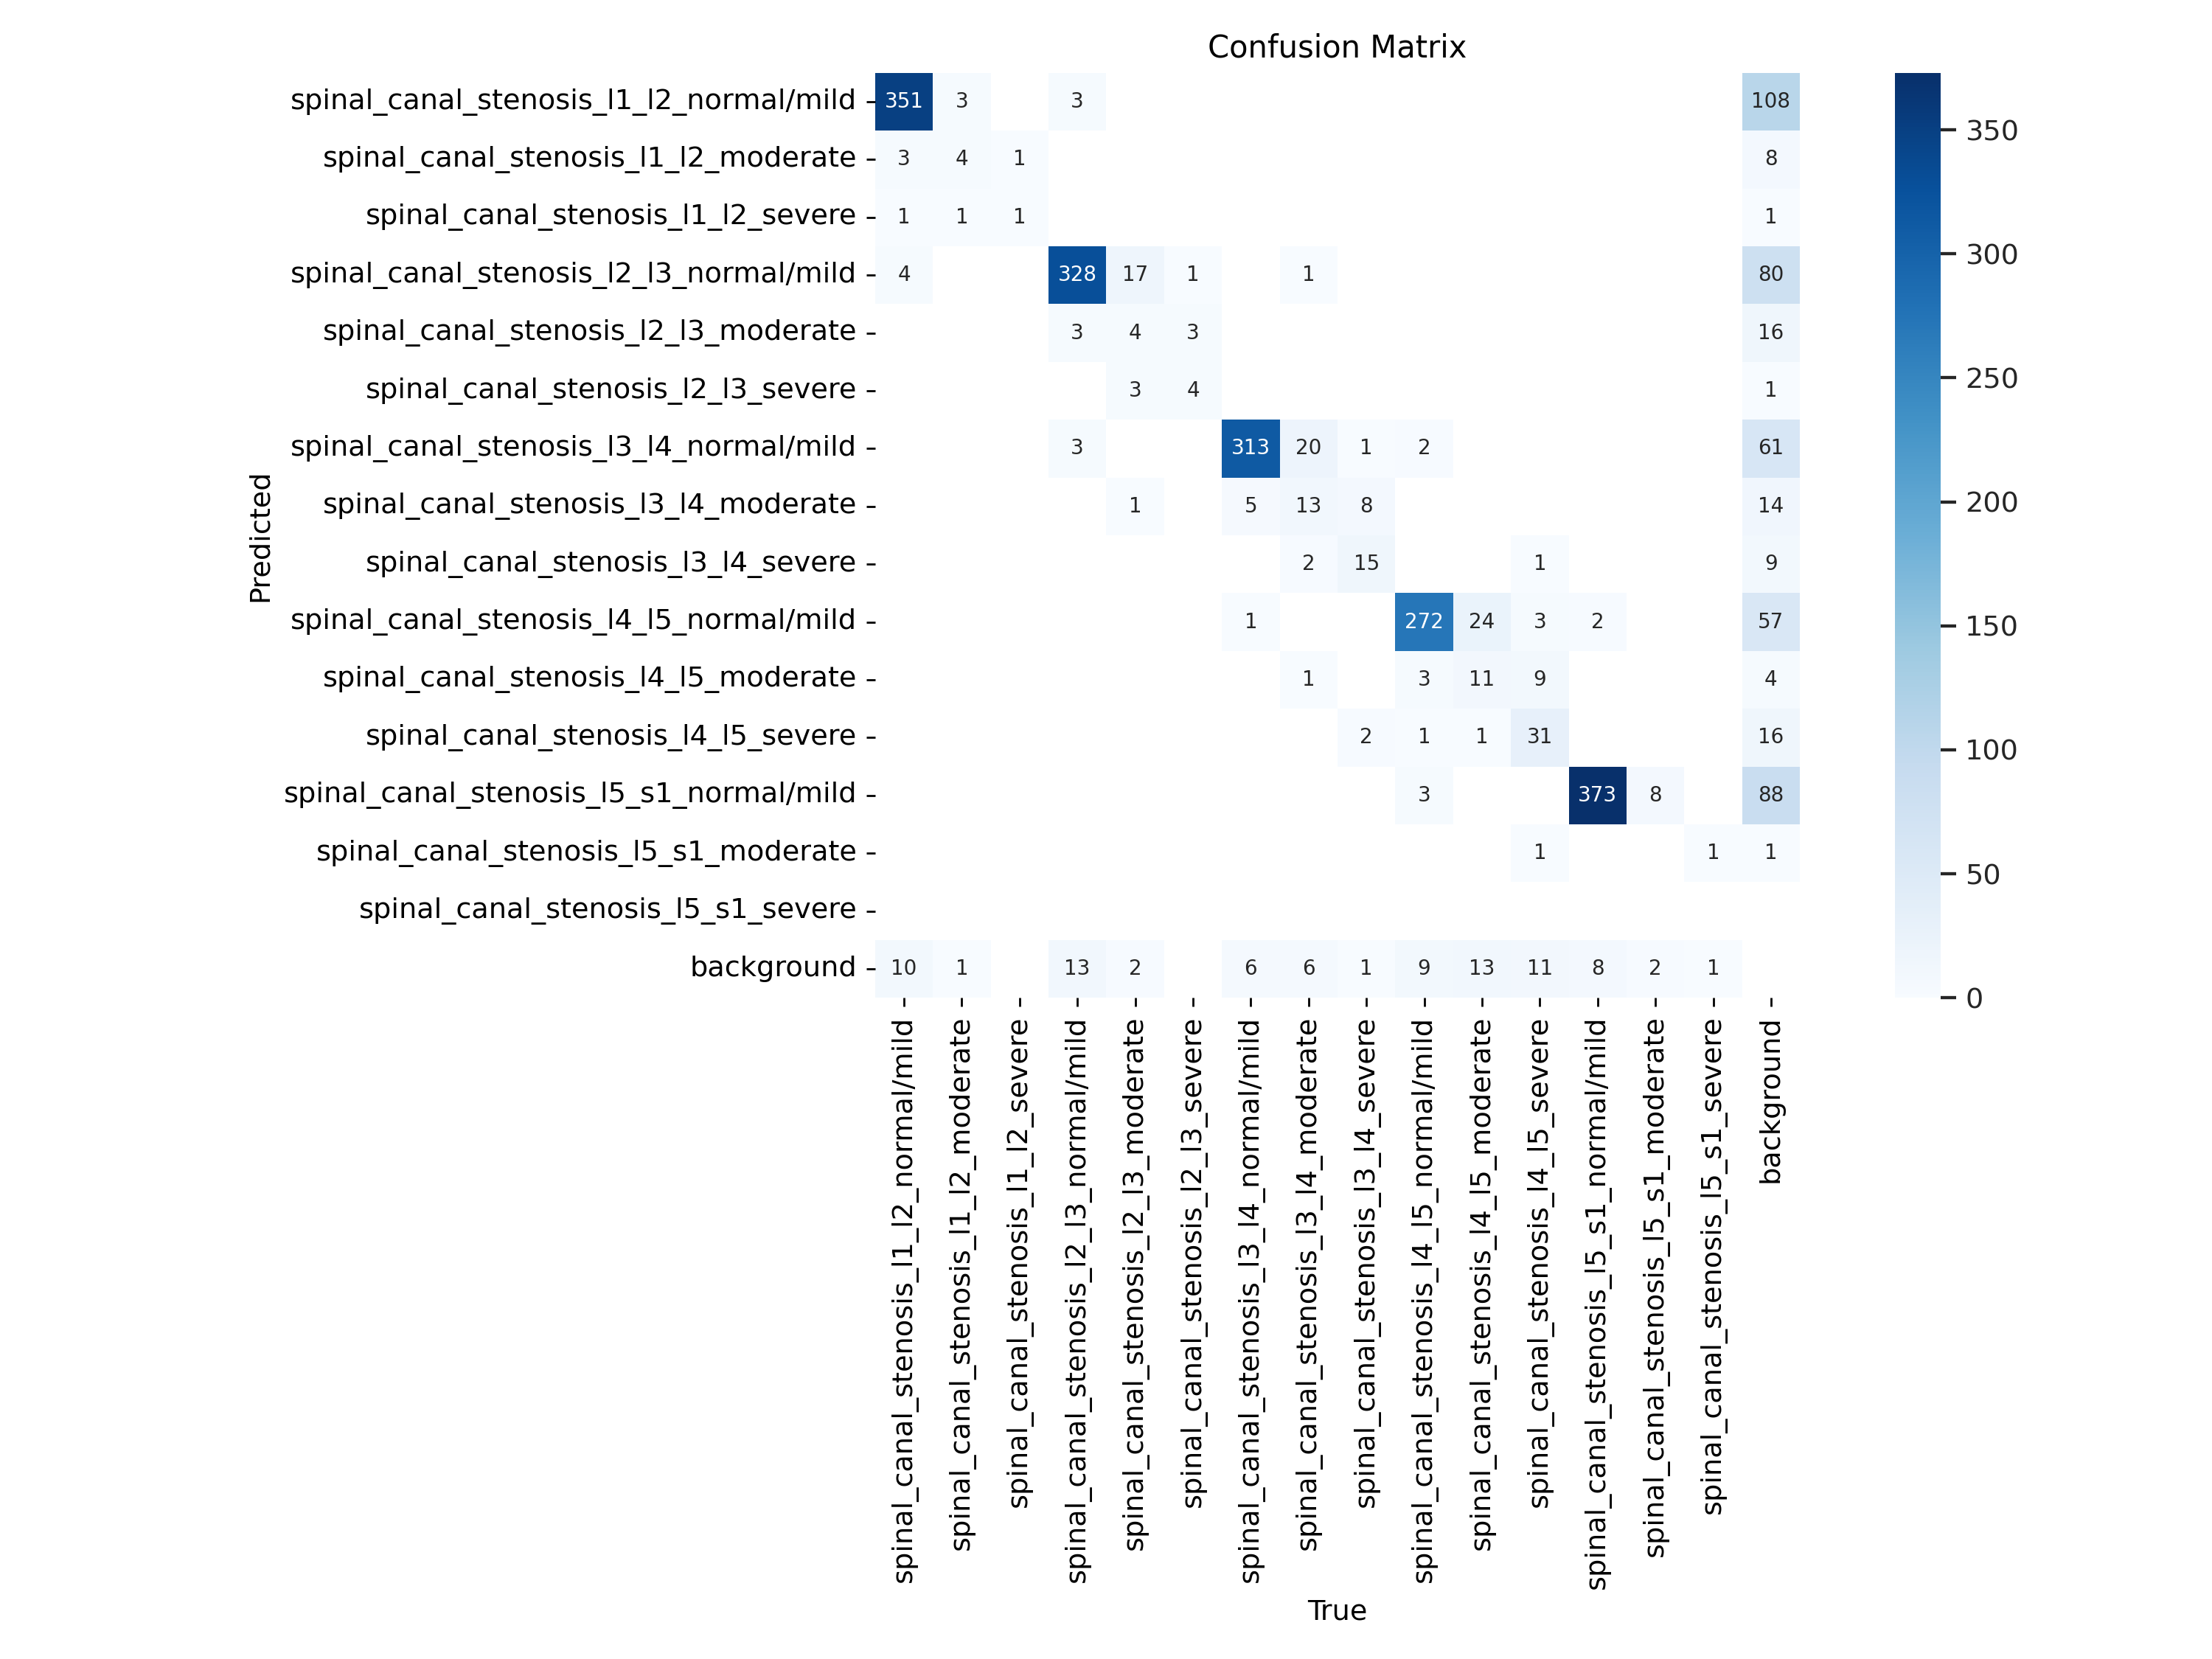 Confusion Matrix
spinal_canal_stenosis_l1_l2_normal/mild 351 3 3 108
spinal_canal_stenosis_l1_l2_moderate 3 4 1 8
spinal_canal_stenosis_l1_l2_severe 1 1 1 1
spinal_canal_stenosis_l2_l3_normal/mild 4 328 17 1 1 80
spinal_canal_stenosis_l2_l3_moderate 3 4 3 16
spinal_canal_stenosis_l2_l3_severe 3 4 1
spinal_canal_stenosis_l3_l4_normal/mild 3 313 20 1 2 61
spinal_canal_stenosis_l3_l4_moderate 1 5 13 8 14
spinal_canal_stenosis_l3_l4_severe 2 15 1 9
spinal_canal_stenosis_l4_l5_normal/mild 1 272 24 3 2 57
spinal_canal_stenosis_l4_l5_moderate 1 3 11 9 4
spinal_canal_stenosis_l4_l5_severe 2 1 1 31 16
spinal_canal_stenosis_l5_s1_normal/mild 3 373 8 88
spinal_canal_stenosis_l5_s1_moderate 1 1 1
spinal_canal_stenosis_l5_s1_severe
background 10 1 13 2 6 6 1 9 13 11 8 2 1
Predicted
spinal_canal_stenosis_l1_l2_normal/mild
spinal_canal_stenosis_l1_l2_moderate
spinal_canal_stenosis_l1_l2_severe
spinal_canal_stenosis_l2_l3_normal/mild
spinal_canal_stenosis_l2_l3_moderate
spinal_canal_stenosis_l2_l3_severe
spinal_canal_stenosis_l3_l4_normal/mild
spinal_canal_stenosis_l3_l4_moderate
spinal_canal_stenosis_l3_l4_severe
spinal_canal_stenosis_l4_l5_normal/mild
spinal_canal_stenosis_l4_l5_moderate
spinal_canal_stenosis_l4_l5_severe
spinal_canal_stenosis_l5_s1_normal/mild
spinal_canal_stenosis_l5_s1_moderate
spinal_canal_stenosis_l5_s1_severe
background
True
350
300
250
200
150
100
50
0